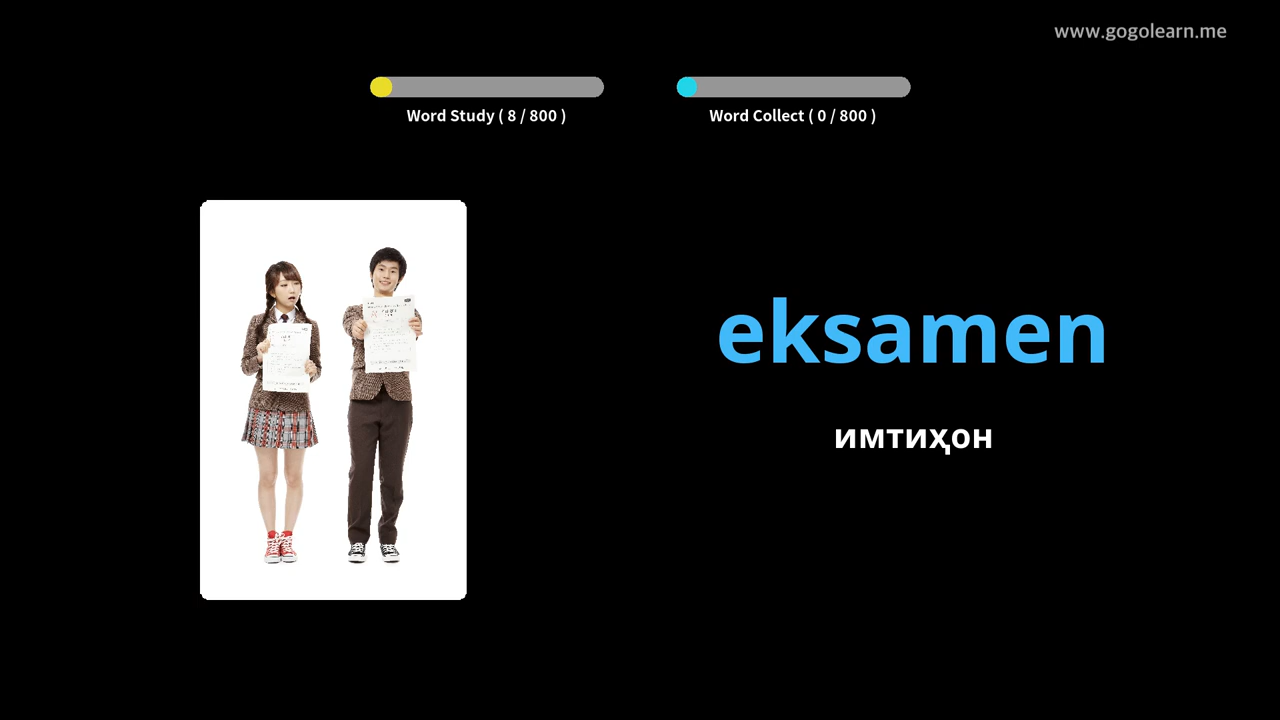 www.gogolearn.me
Word Study ( 8 / 800 )
Word Collect ( 0 / 800 )
eksamen
имтиҳон